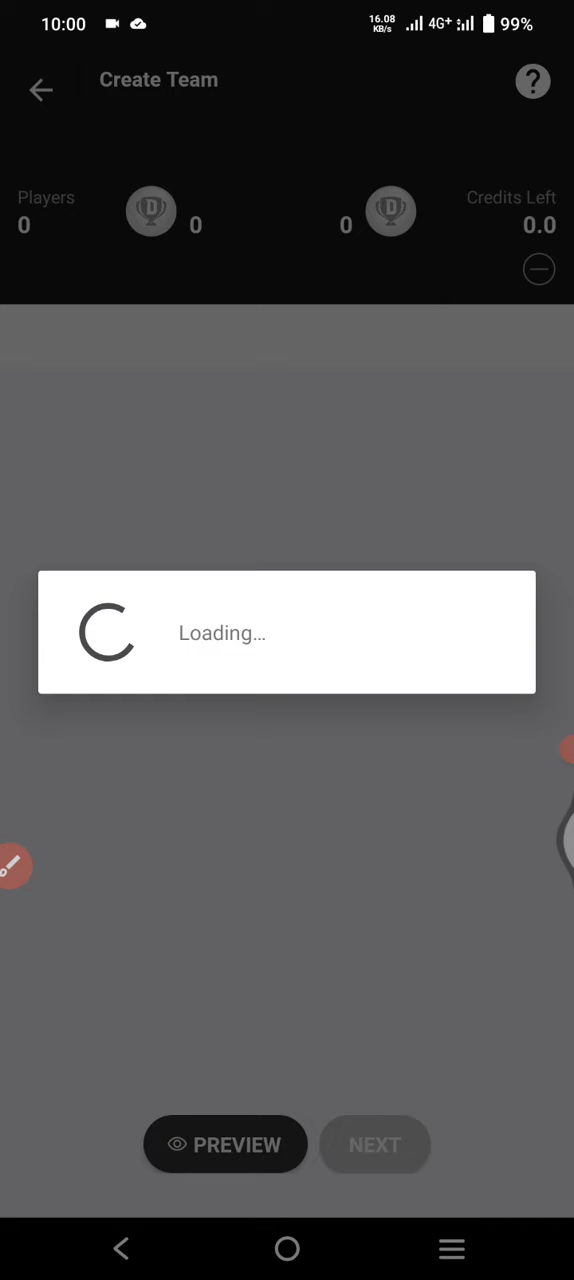 10:00
16.08 KB/s 4G+ 99%
Create Team
?
Players
0
D
0
0
D
Credits Left
0.0
Loading...
PREVIEW
NEXT